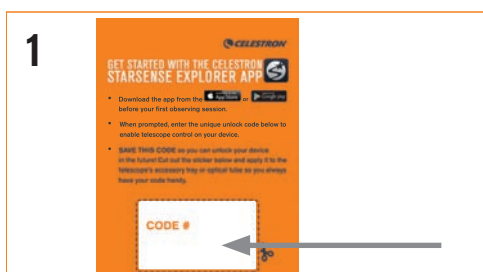 1
CELESTRON
GET STARTED WITH THE CELESTRON
STARSENSE EXPLORER APP
• Download the app from the App Store or Google play
before your first observing session.
• When prompted, enter the unique unlock code below to
enable telescope control on your device.
• SAVE THIS CODE so you can unlock your device
in the future! Cut out the sticker below and apply it to the
telescope's accessory tray or optical tube so you always
have your code handy.
CODE #